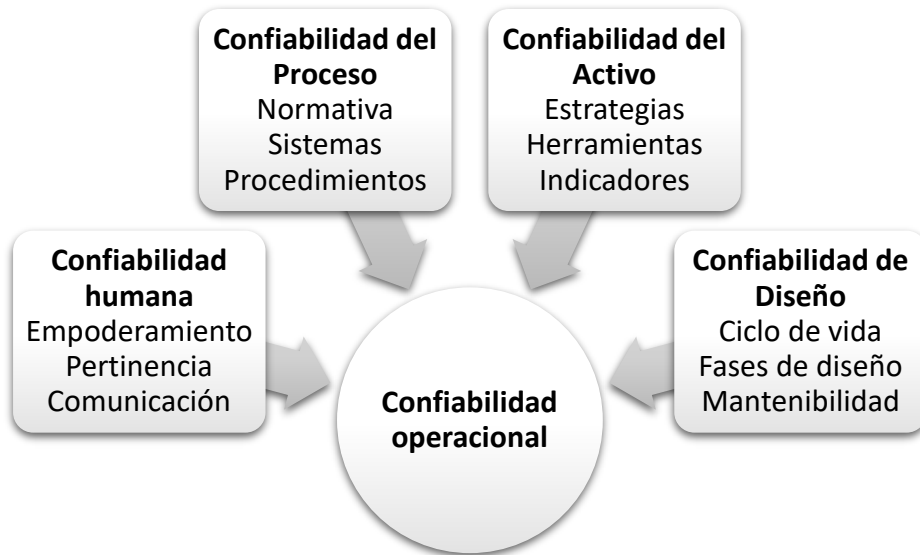 Confiabilidad del
Proceso
Normativa
Sistemas
Procedimientos
Confiabilidad del
Activo
Estrategias
Herramientas
Indicadores
Confiabilidad
humana
Empoderamiento
Pertinencia
Comunicación
Confiabilidad de
Diseño
Ciclo de vida
Fases de diseño
Mantenibilidad
Confiabilidad
operacional